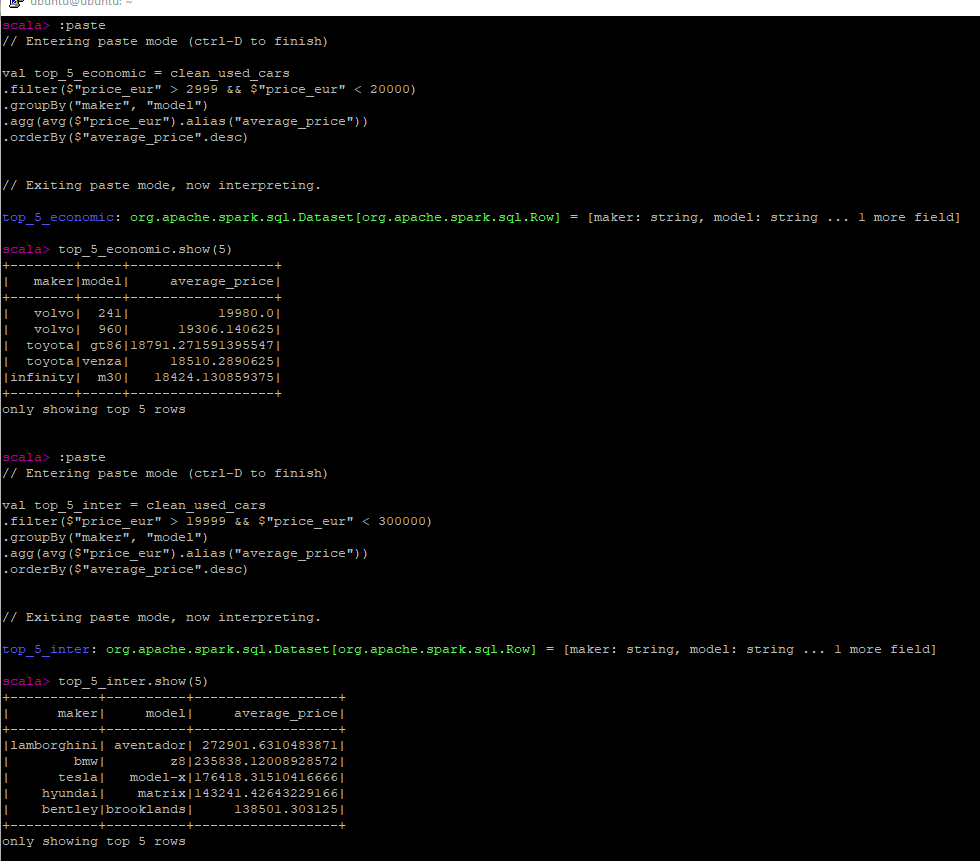 ubuntu@ubuntu: ~
scala> :paste
// Entering paste mode (ctrl-D to finish)
val top_5_economic = clean_used_cars
.filter($"price_eur" > 2999 && $"price_eur" < 20000)
.groupBy("maker", "model")
.agg(avg($"price_eur").alias("average_price"))
.orderBy($"average_price".desc)
// Exiting paste mode, now interpreting.
top_5_economic: org.apache.spark.sql.Dataset[org.apache.spark.sql.Row] = [maker: string, model: string ... 1 more field]
scala> top_5_economic.show(5)
+--------+-----+------------------+
|   maker|model|     average_price|
+--------+-----+------------------+
|   volvo|  241|           19980.0|
|   volvo|  960|      19306.140625|
|  toyota| gt86|18791.271591395547|
|  toyota|venza|     18510.2890625|
|infinity|  m30|   18424.130859375|
+--------+-----+------------------+
only showing top 5 rows
scala> :paste
// Entering paste mode (ctrl-D to finish)
val top_5_inter = clean_used_cars
.filter($"price_eur" > 19999 && $"price_eur" < 300000)
.groupBy("maker", "model")
.agg(avg($"price_eur").alias("average_price"))
.orderBy($"average_price".desc)
// Exiting paste mode, now interpreting.
top_5_inter: org.apache.spark.sql.Dataset[org.apache.spark.sql.Row] = [maker: string, model: string ... 1 more field]
scala> top_5_inter.show(5)
+-----------+----------+------------------+
|      maker|     model|     average_price|
+-----------+----------+------------------+
|lamborghini| aventador| 272901.6310483871|
|        bmw|        z8|235838.12008928572|
|      tesla|   model-x|176418.31510416666|
|    hyundai|    matrix|143241.42643229166|
|    bentley|brooklands|     138501.303125|
+-----------+----------+------------------+
only showing top 5 rows